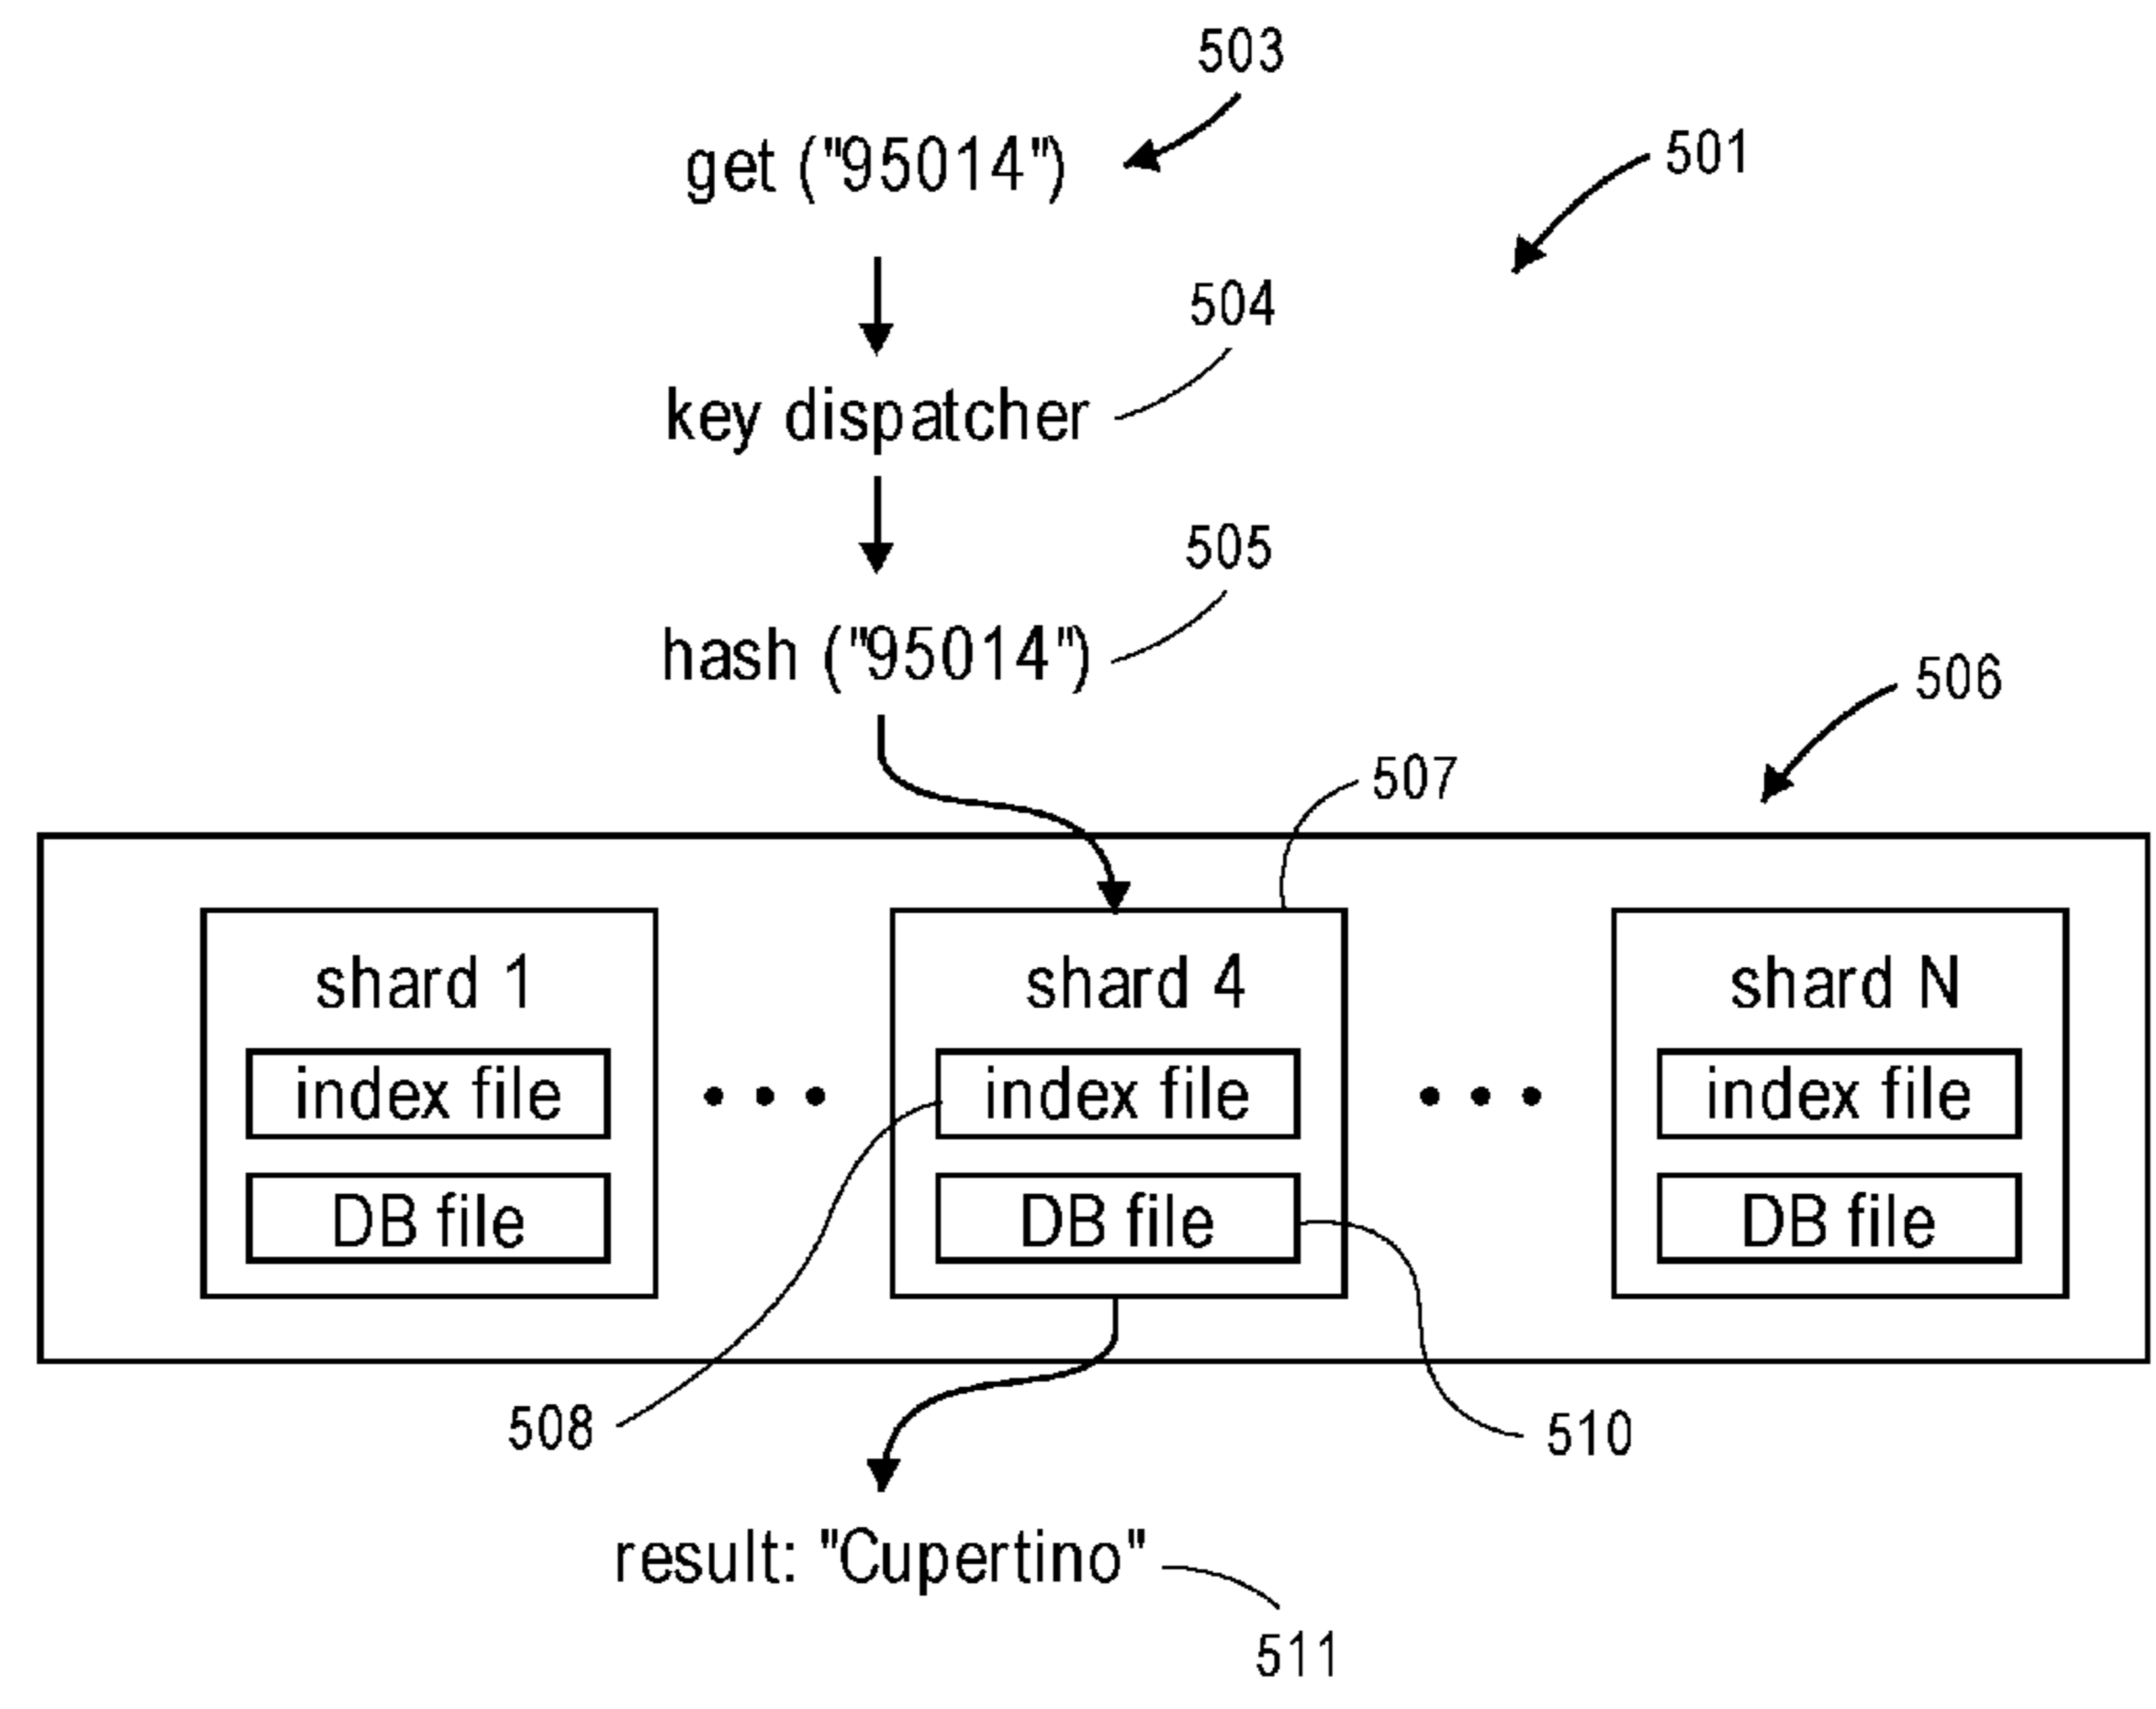 503
get ("95014")
501
504
key dispatcher
505
hash ("95014")
506
507
shard 1
shard 4
shard N
index file
index file
index file
DB file
DB file
DB file
508
510
result: "Cupertino"
511